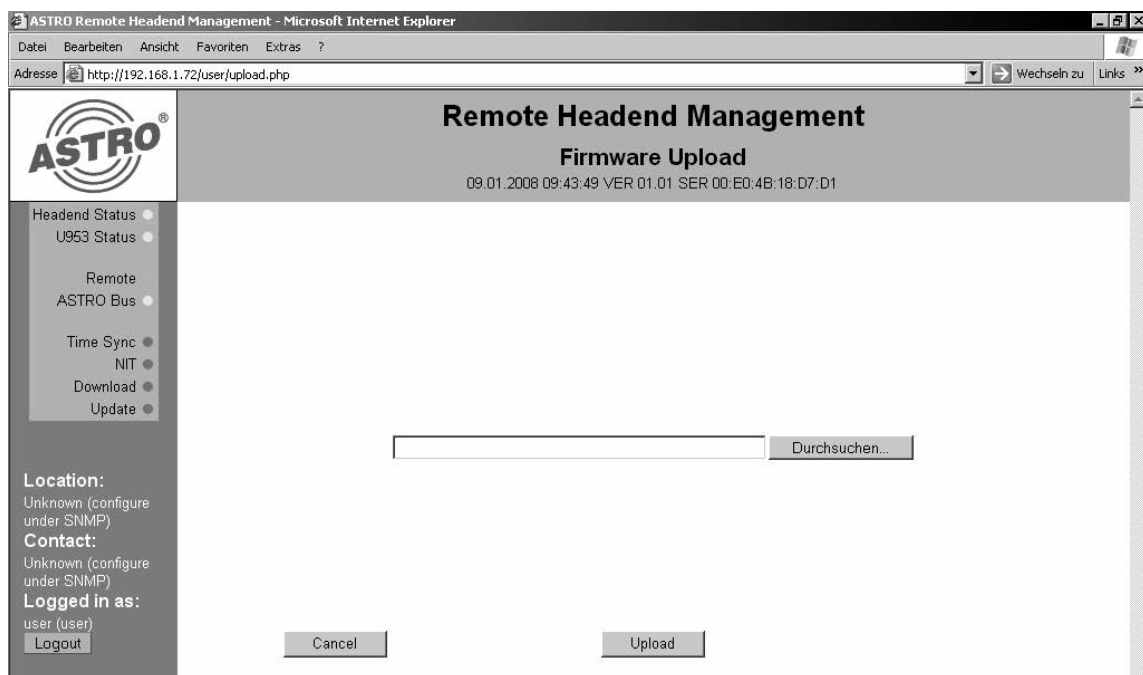 ASTRO Remote Headend Management - Microsoft Internet Explorer
Datei Bearbeiten Ansicht Favoriten Extras ?
Adresse http://192.168.1.72/user/upload.php Wechseln zu Links »
ASTRO ®
Remote Headend Management
Firmware Upload
09.01.2008 09:43:49 VER 01.01 SER 00:E0:4B:18:D7:D1
Headend Status
U953 Status
Remote
ASTRO Bus
Time Sync
NIT
Download
Update
Durchsuchen...
Location:
Unknown (configure
under SNMP)
Contact:
Unknown (configure
under SNMP)
Logged in as:
user (user)
Logout
Cancel Upload